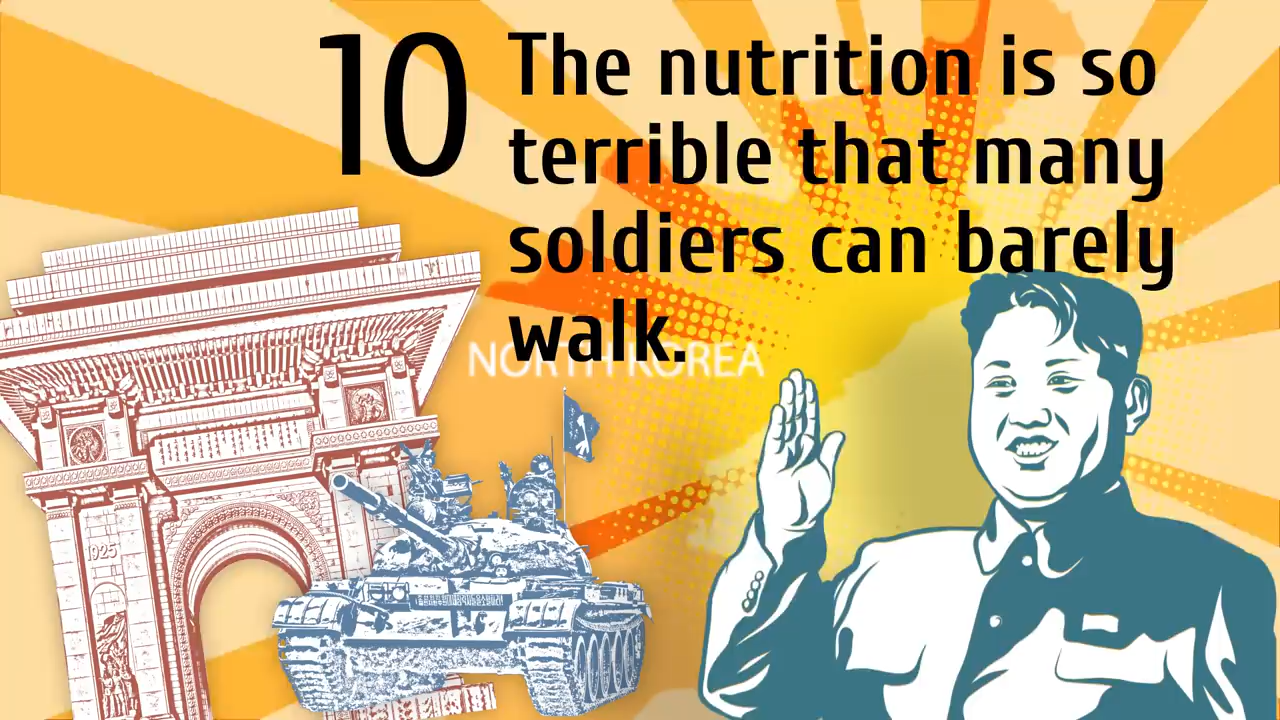 10
The nutrition is so
terrible that many
soldiers can barely
walk.
NORTH KOREA
1925